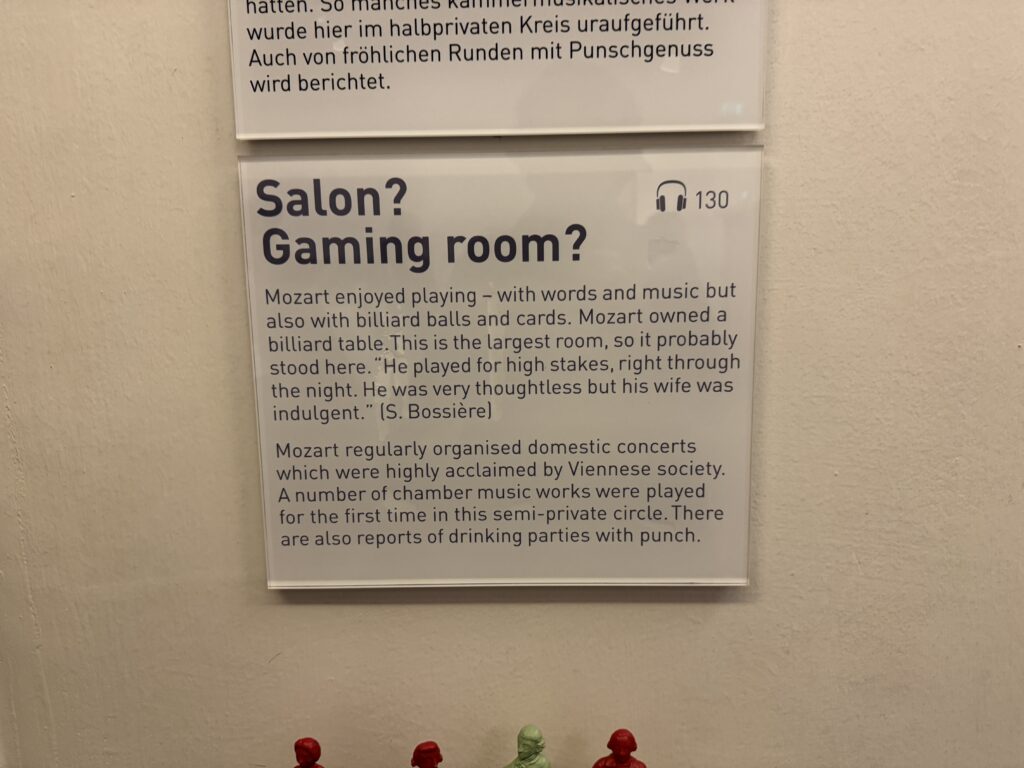 hatten. So manches kammermusikalisches Werk
wurde hier im halbprivaten Kreis uraufgeführt.
Auch von fröhlichen Runden mit Punschgenuss
wird berichtet.
Salon?
130
Gaming room?
Mozart enjoyed playing – with words and music but
also with billiard balls and cards. Mozart owned a
billiard table.This is the largest room, so it probably
stood here. “He played for high stakes, right through
the night. He was very thoughtless but his wife was
indulgent.” (S. Bossière)
Mozart regularly organised domestic concerts
which were highly acclaimed by Viennese society.
A number of chamber music works were played
for the first time in this semi-private circle. There
are also reports of drinking parties with punch.